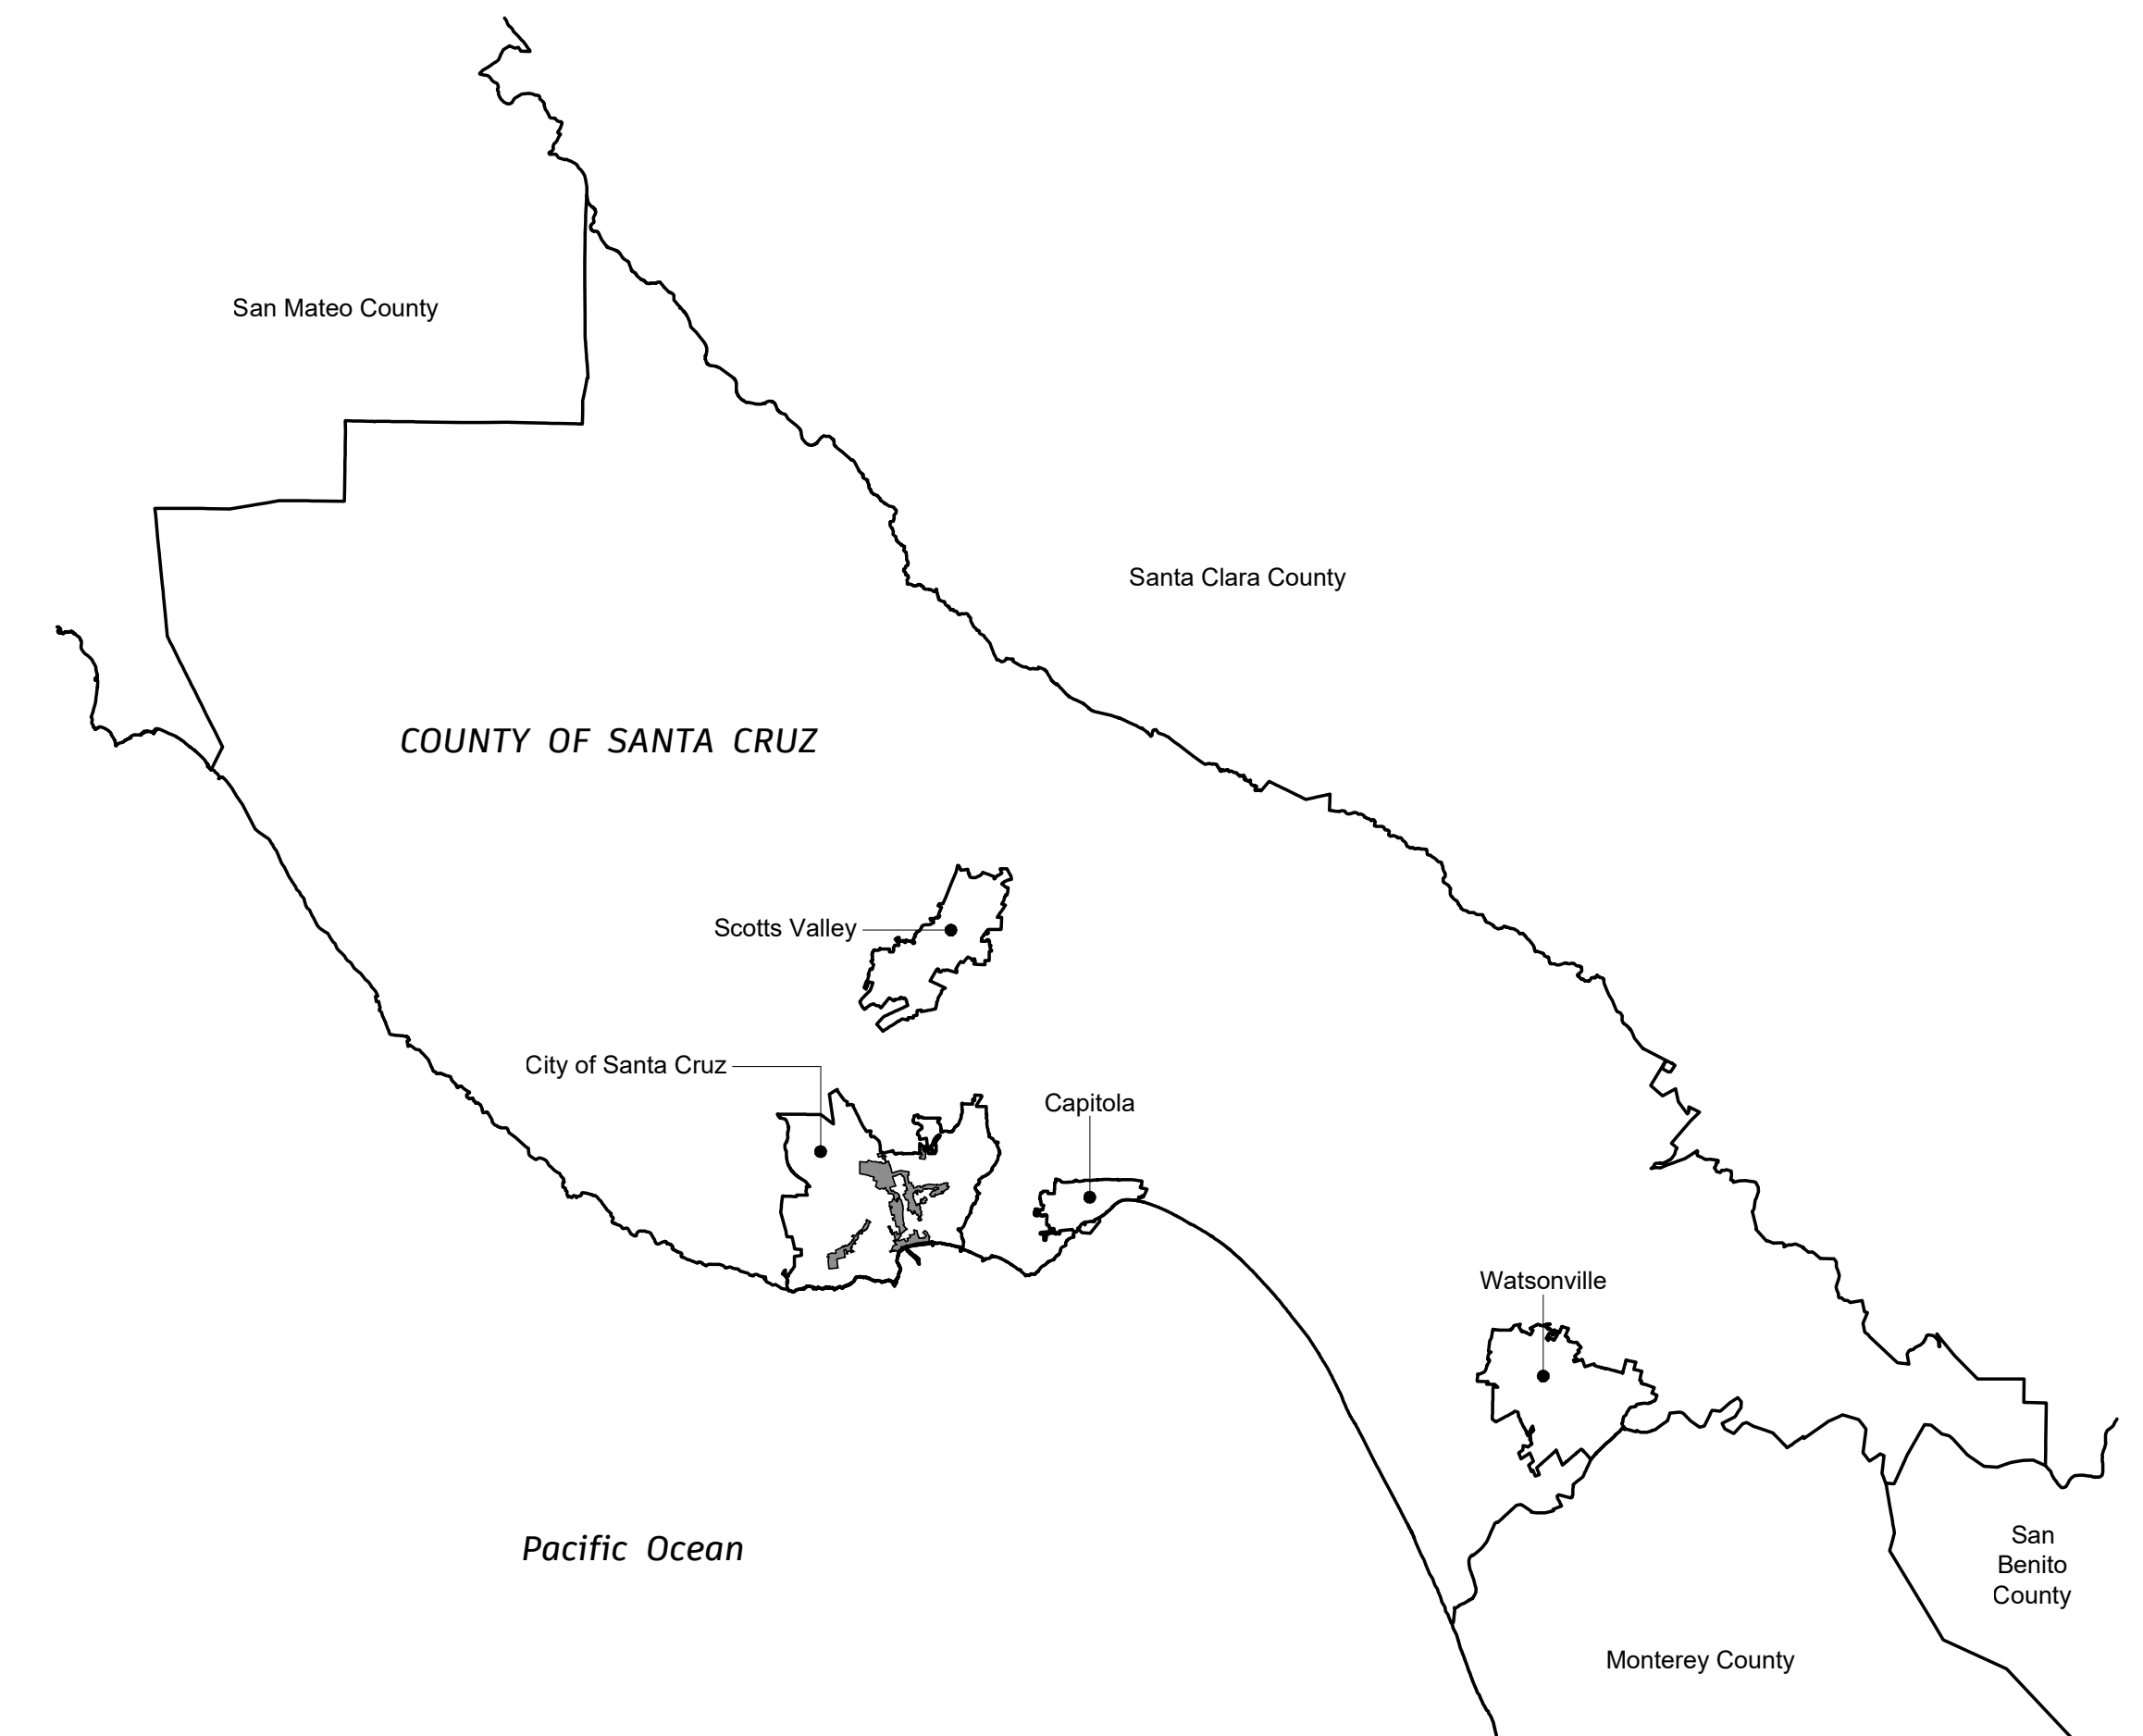 San Mateo County
Santa Clara County
COUNTY OF SANTA CRUZ
Scotts Valley
City of Santa Cruz
Capitola
Watsonville
Pacific Ocean
San
Benito
County
Monterey County